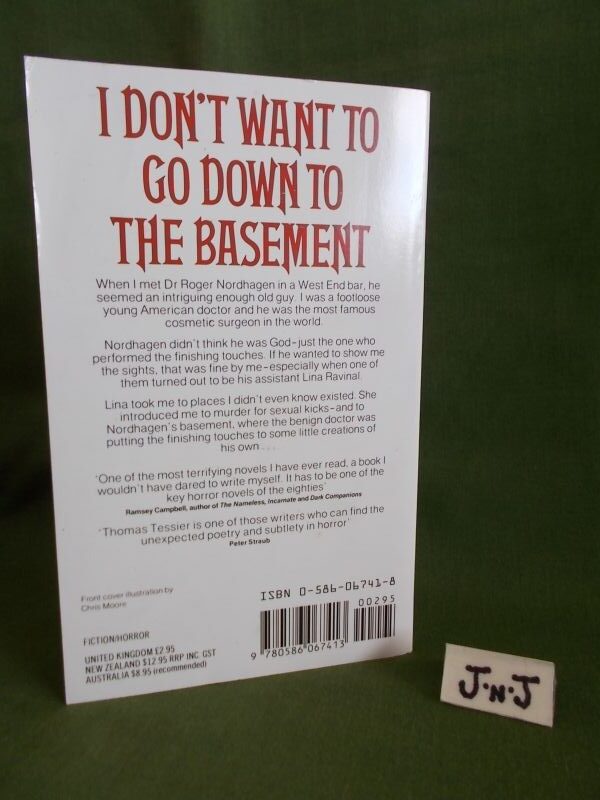 I DON'T WANT TO
GO DOWN TO
THE BASEMENT
When I met Dr Roger Nordhagen in a West End bar, he
seemed an intriguing enough old guy. I was a footloose
young American doctor and he was the most famous
cosmetic surgeon in the world.
Nordhagen didn't think he was God-just the one who
performed the finishing touches. If he wanted to show me
the sights, that was fine by me-especially when one of
them turned out to be his assistant Lina Ravinal.
Lina took me to places I didn't even know existed. She
introduced me to murder for sexual kicks-and to
Nordhagen's basement, where the benign doctor was
putting the finishing touches to some little creations of
his own ....
'One of the most terrifying novels I have ever read, a book I
wouldn't have dared to write myself. It has to be one of the
key horror novels of the eighties'
Ramsey Campbell, author of The Nameless, Incarnate and Dark Companions
'Thomas Tessier is one of those writers who can find the
unexpected poetry and subtlety in horror'
Peter Straub
Front cover illustration by
Chris Moore
ISBN 0-586-06741-8
00295
9 780586 067413
FICTION/HORROR
UNITED KINGDOM £2.95
NEW ZEALAND $12.95 RRP INC. GST
AUSTRALIA $8.95 (recommended)
J.N.J